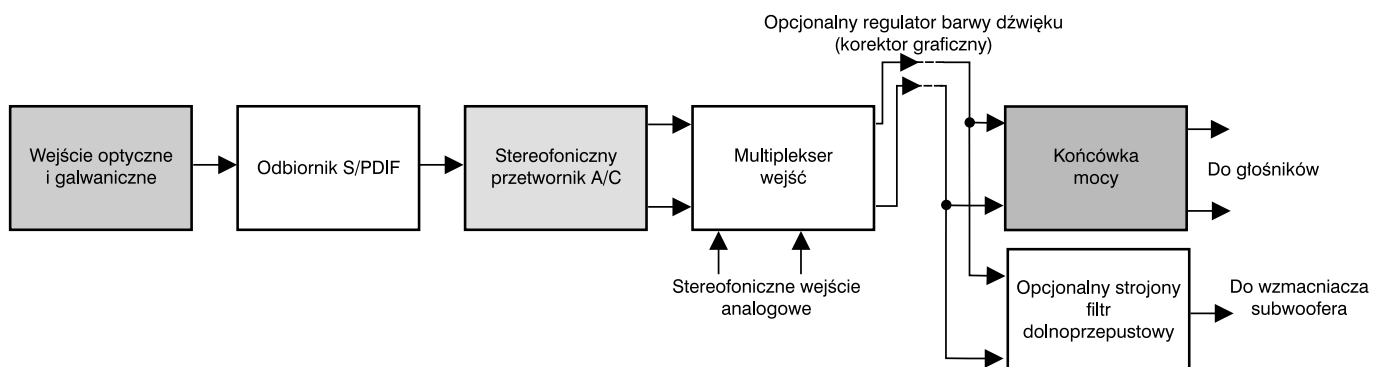 Opcjonalny regulator barwy dźwięku
(korektor graficzny)
Wejście optyczne
i galwaniczne
Odbiornik S/PDIF
Stereofoniczny
przetwornik A/C
Multiplekser
wejść
Końcówka
mocy
Do głośników
Stereofoniczne wejście
analogowe
Opcjonalny strojony
filtr
dolnoprzepustowy
Do wzmacniacza
subwoofera